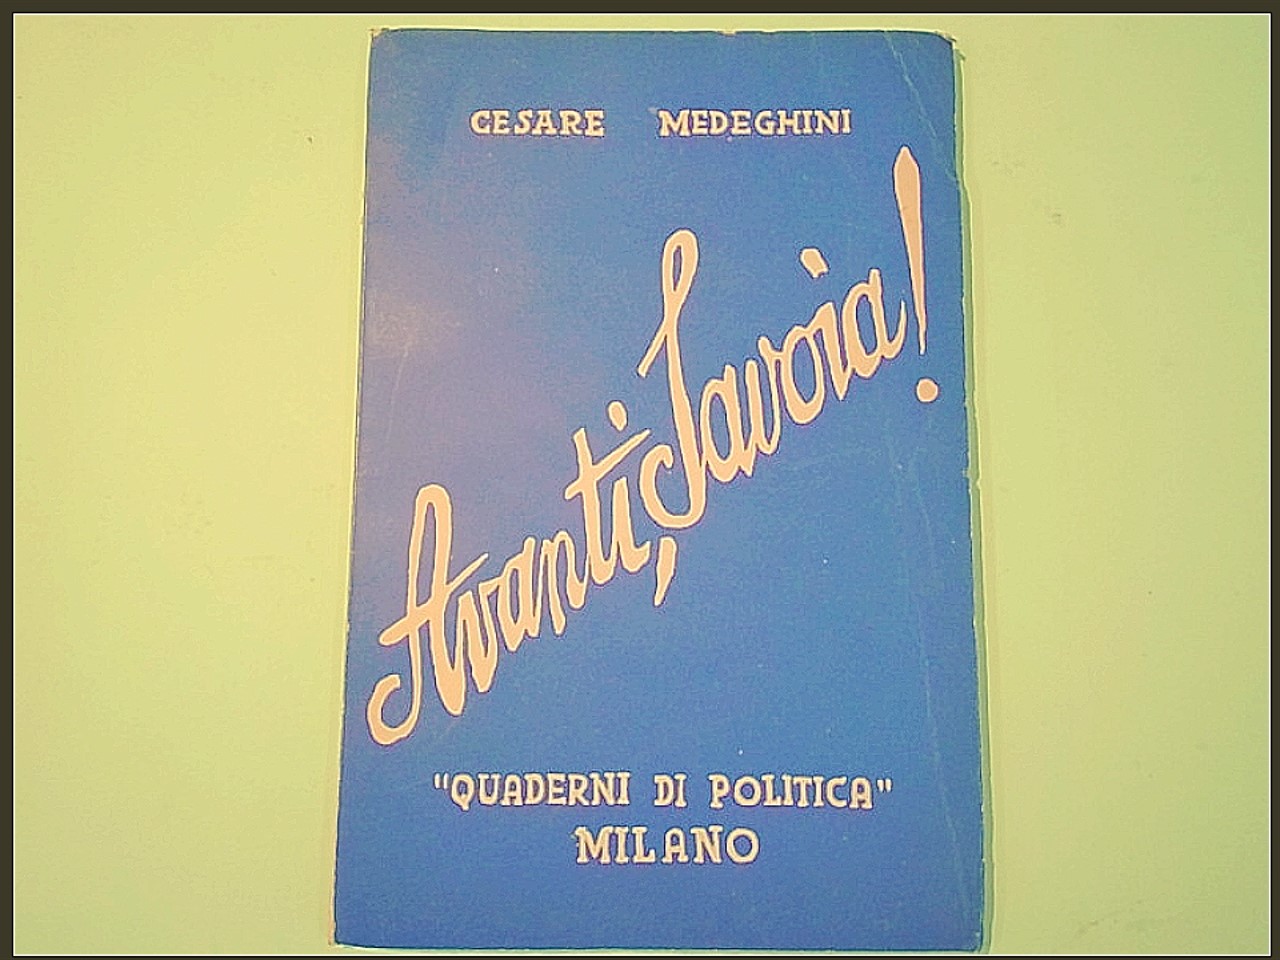 CESARE MEDEGHINI
Avanti, Savoia!
"QUADERNI DI POLITICA"
MILANO